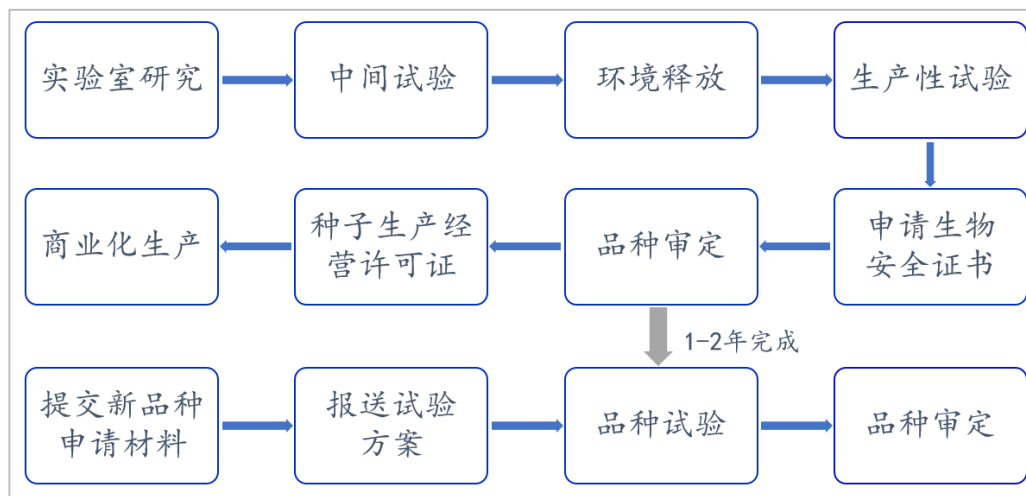 实验室研究
中间试验
环境释放
生产性试验
商业化生产
种子生产经
营许可证
品种审定
申请生物
安全证书
1-2年完成
提交新品种
申请材料
报送试验
方案
品种试验
品种审定